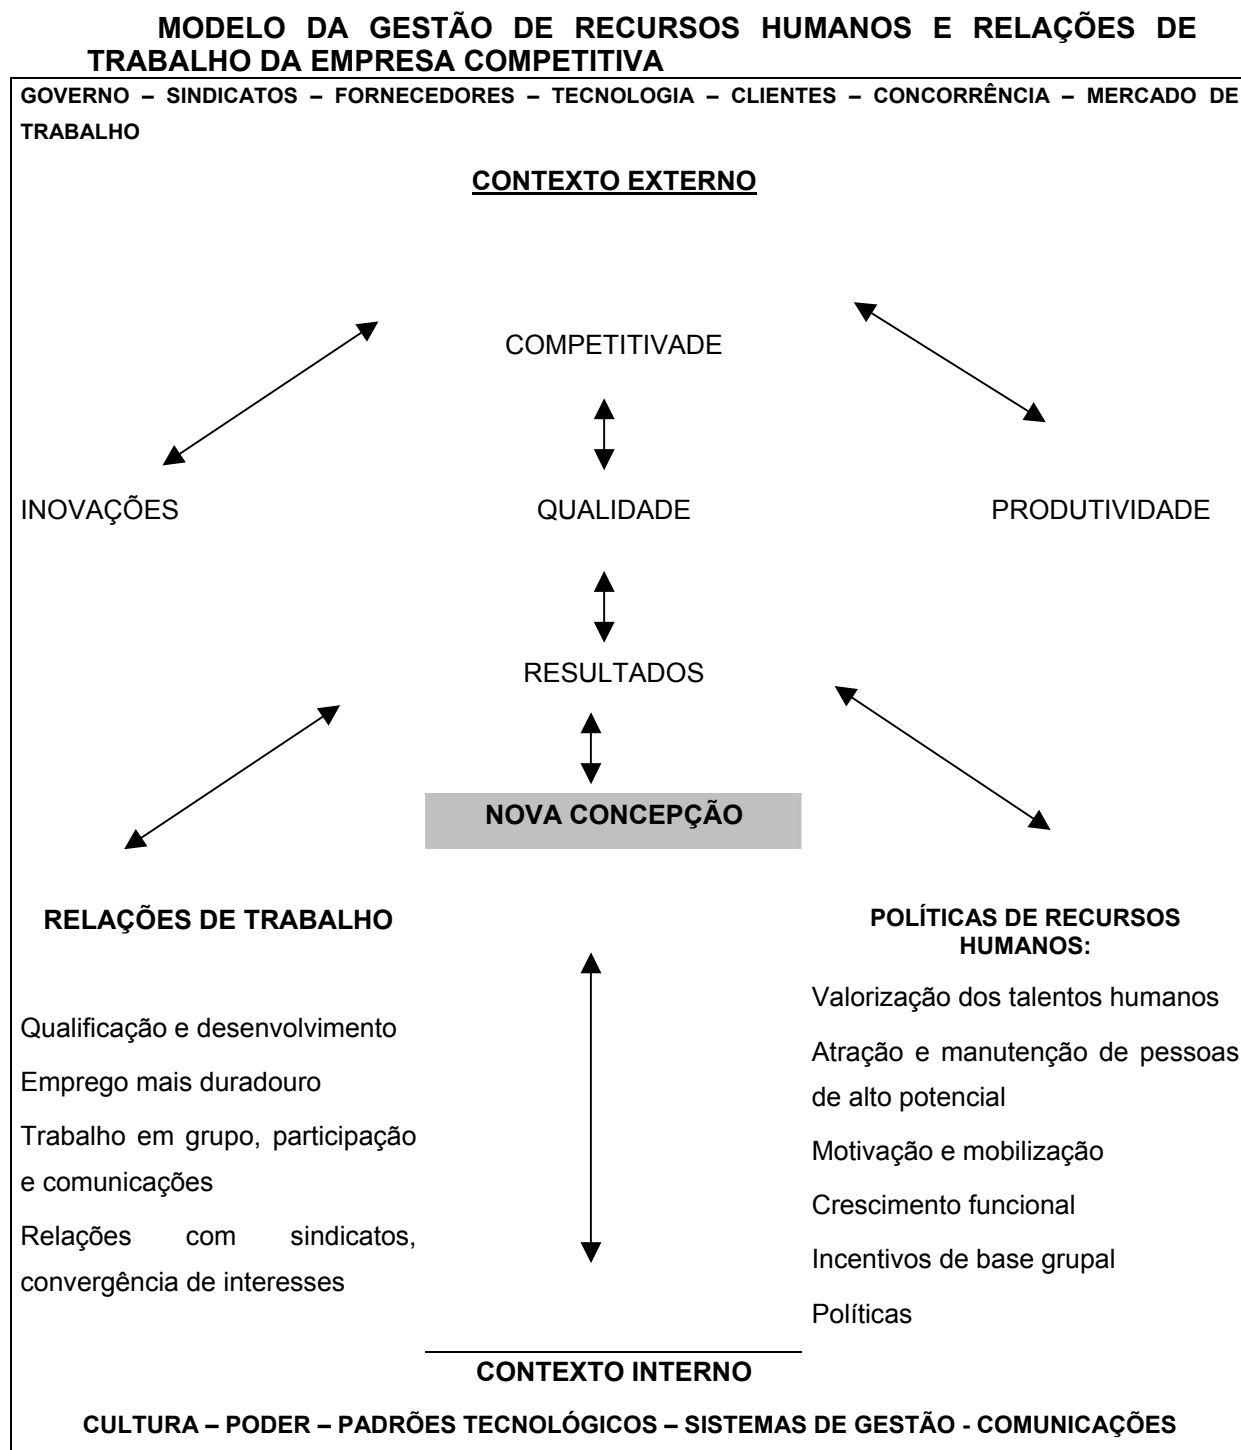 MODELO DA GESTÃO DE RECURSOS HUMANOS E RELAÇÕES DE
TRABALHO DA EMPRESA COMPETITIVA
GOVERNO – SINDICATOS – FORNECEDORES – TECNOLOGIA – CLIENTES – CONCORRÊNCIA – MERCADO DE
TRABALHO
CONTEXTO EXTERNO
COMPETITIVADE
INOVAÇÕES
QUALIDADE
PRODUTIVIDADE
RESULTADOS
NOVA CONCEPÇÃO
RELAÇÕES DE TRABALHO
Qualificação e desenvolvimento
Emprego mais duradouro
Trabalho em grupo, participação
e comunicações
Relações com sindicatos,
convergência de interesses
POLÍTICAS DE RECURSOS
HUMANOS:
Valorização dos talentos humanos
Atração e manutenção de pessoas
de alto potencial
Motivação e mobilização
Crescimento funcional
Incentivos de base grupal
Políticas
CONTEXTO INTERNO
CULTURA – PODER – PADRÕES TECNOLÓGICOS – SISTEMAS DE GESTÃO - COMUNICAÇÕES